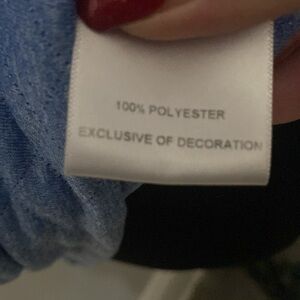 100% POLYESTER
EXCLUSIVE OF DECORATION